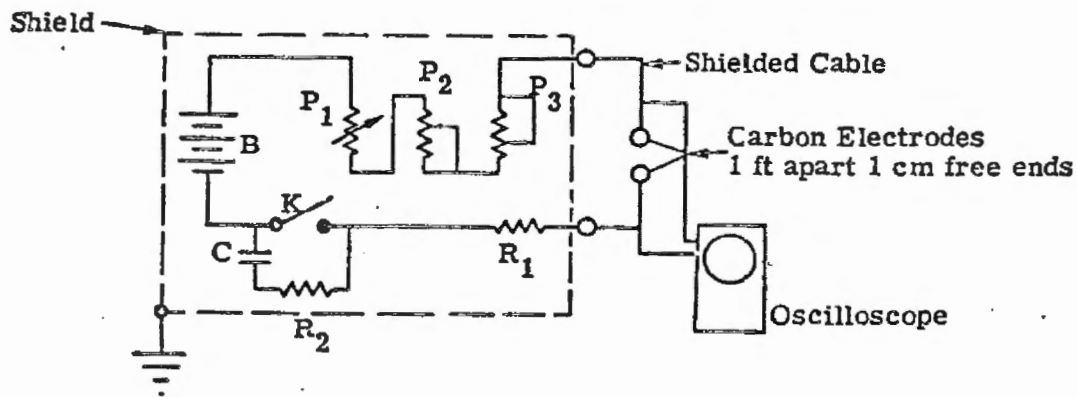 Shield
Shielded Cable
P2
P1
P3
B
Carbon Electrodes
1 ft apart 1 cm free ends
K
C
R1
R2
Oscilloscope